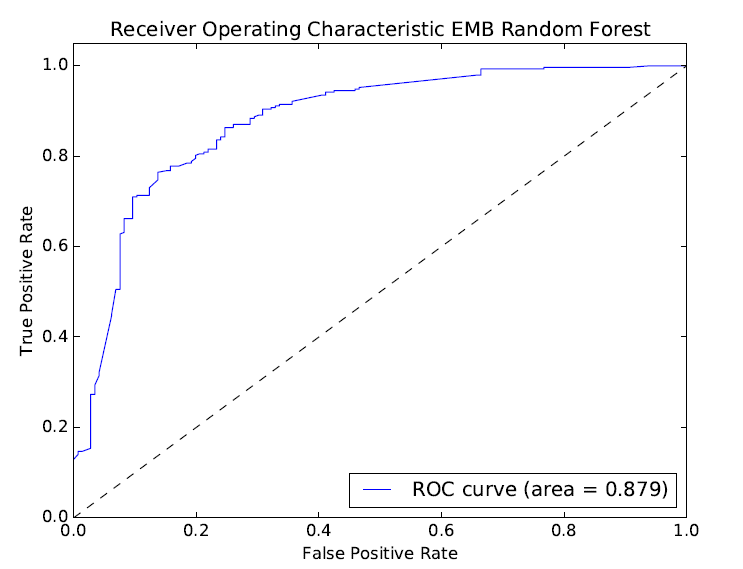 Receiver Operating Characteristic EMB Random Forest
1.0
0.8
0.6
0.4
0.2
0.0
True Positive Rate
ROC curve (area = 0.879)
0.0 0.2 0.4 0.6 0.8 1.0
False Positive Rate